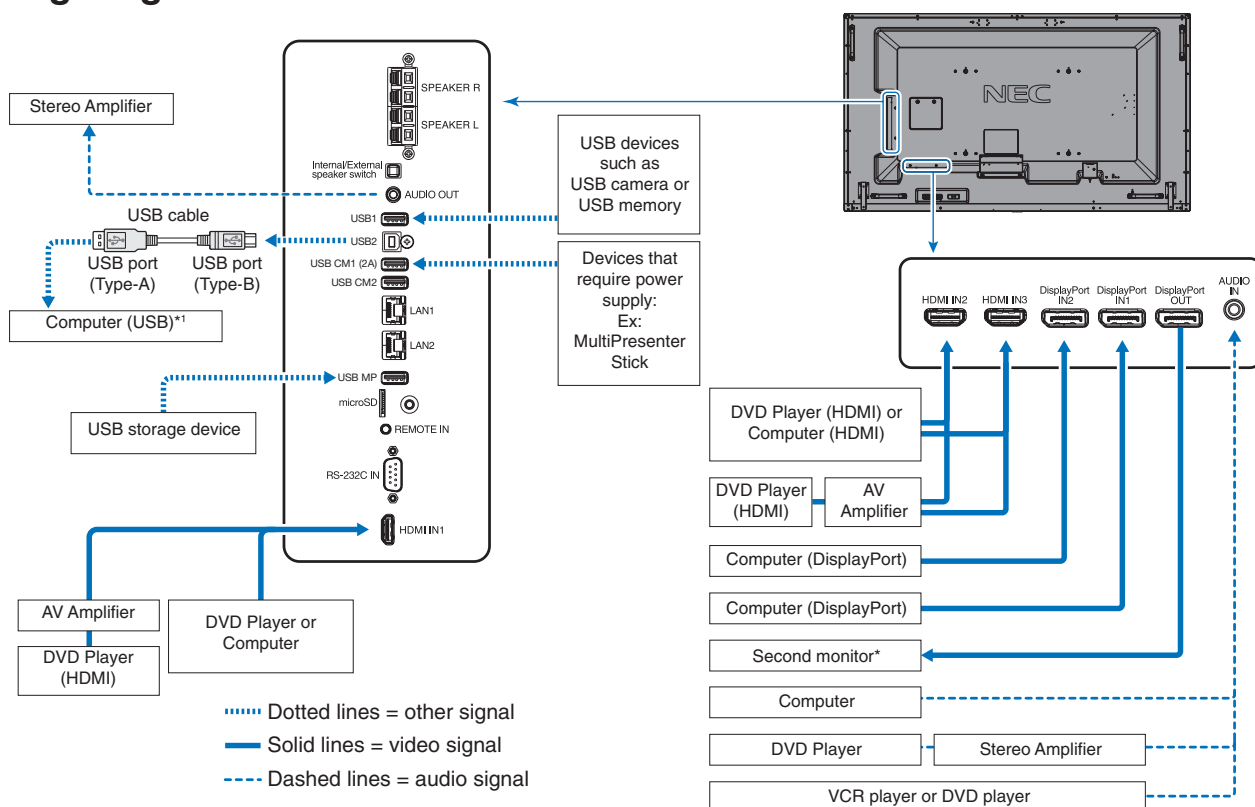 SPEAKER R
SPEAKER L
Internal/External
speaker switch
AUDIO OUT
USB1
USB2
USB CM1 (2A)
USB CM2
LAN1
LAN2
USB MP
microSD
REMOTE IN
RS-232C IN
HDMI IN1
Stereo Amplifier
USB cable
USB port
(Type-A)
USB port
(Type-B)
Computer (USB)*1
USB storage device
AV Amplifier
DVD Player
(HDMI)
DVD Player or
Computer
USB devices
such as
USB camera or
USB memory
Devices that
require power
supply:
Ex:
MultiPresenter
Stick
NEC
HDMI IN2
HDMI IN3
DisplayPort
IN2
DisplayPort
IN1
DisplayPort
OUT
AUDIO
IN
DVD Player (HDMI) or
Computer (HDMI)
DVD Player
(HDMI)
AV
Amplifier
Computer (DisplayPort)
Computer (DisplayPort)
Second monitor*
Computer
DVD Player
Stereo Amplifier
VCR player or DVD player
Dotted lines = other signal
Solid lines = video signal
Dashed lines = audio signal